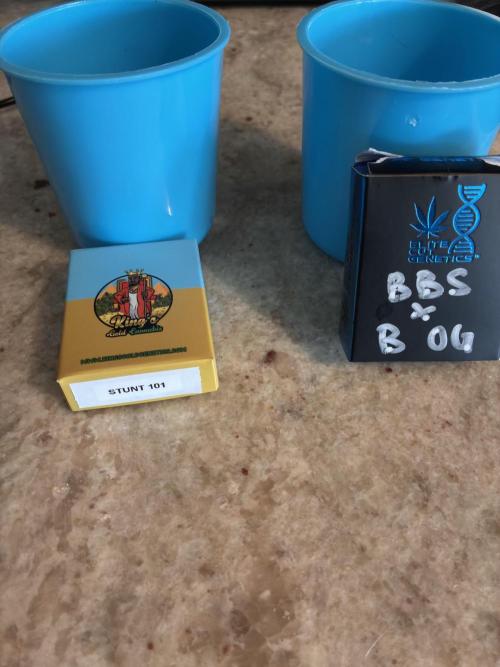 King's
Gold Cannabis
STUNT 101
ELITE
CUT
GENETICS
BBS
x
B OG